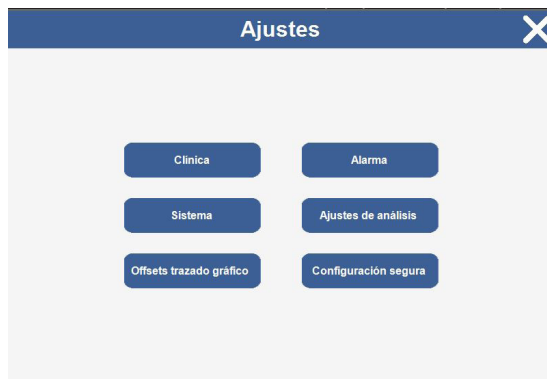 Ajustes
Clínica
Alarma
Sistema
Ajustes de análisis
Offsets trazado gráfico
Configuración segura